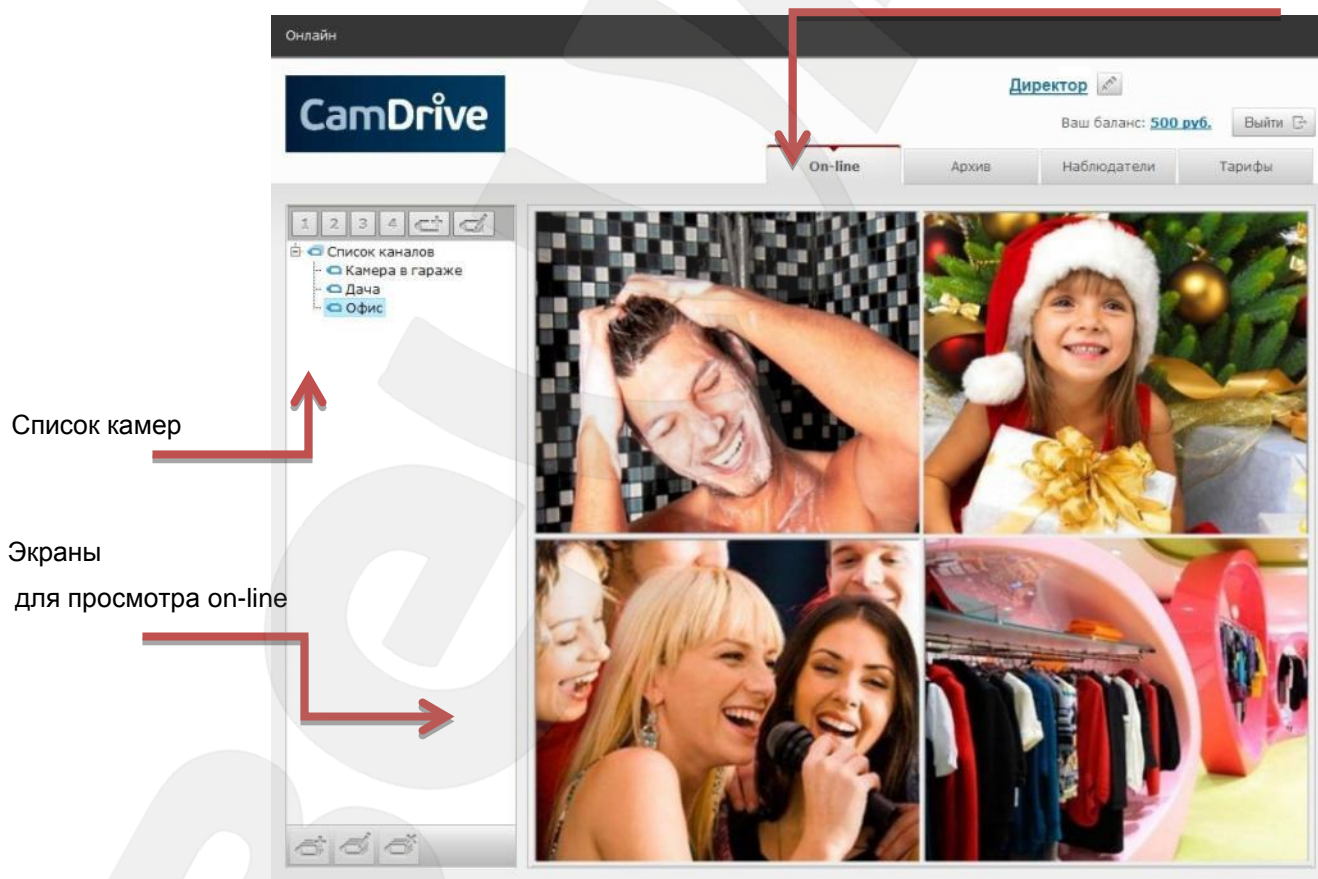 Онлайн
CamDrive
Директор
Ваш баланс: 500 руб. Выйти
On-line Архив Наблюдатели Тарифы
1 2 3 4
Список каналов
Камера в гараже
Дача
Офис
Список камер
Экраны
для просмотра on-line